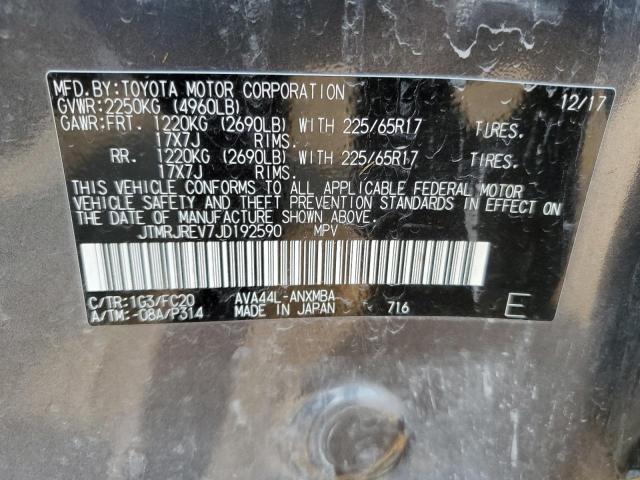 MFD.BY:TOYOTA MOTOR CORPORATION 12/17
GVWR:2250KG (4960LB)
GAWR:FRT. 1220KG (2690LB) WITH 225/65R17 TIRES.
17X7J RIMS.
RR. 1220KG (2690LB) WITH 225/65R17 TIRES.
17X7J RIMS.
THIS VEHICLE CONFORMS TO ALL APPLICABLE FEDERAL MOTOR
VEHICLE SAFETY AND THEFT PREVENTION STANDARDS IN EFFECT ON
THE DATE OF MANUFACTURE SHOWN ABOVE.
JTMRJREV7JD192590 MPV
C/TR:1G3/FC20 AVA44L-ANXMBA
A/TM:-08A/P314 MADE IN JAPAN 716 E